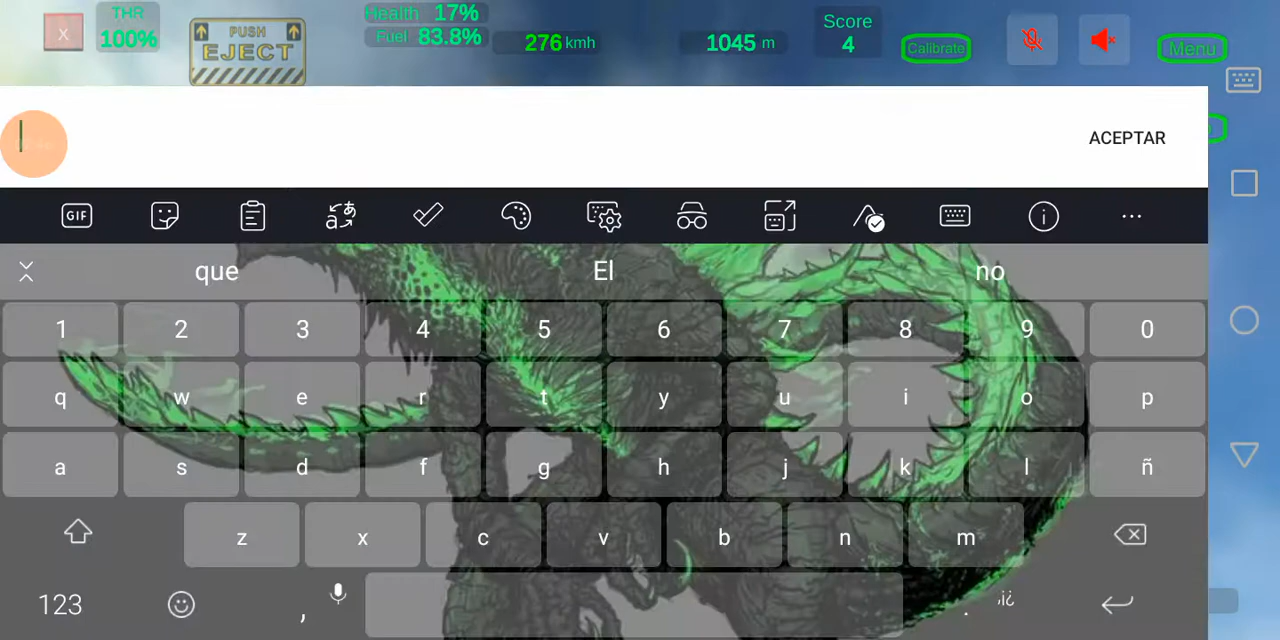 X
THR
100%
PUSH
EJECT
Health 17%
Fuel 83.8%
276 kmh
1045 m
Score
4
Calibrate
Menu
ACEPTAR
GIF
que El no
1 2 3 4 5 6 7 8 9 0
q w e r t y u i o p
a s d f g h j k l ñ
z x c v b n m
123 , . ,¡¿